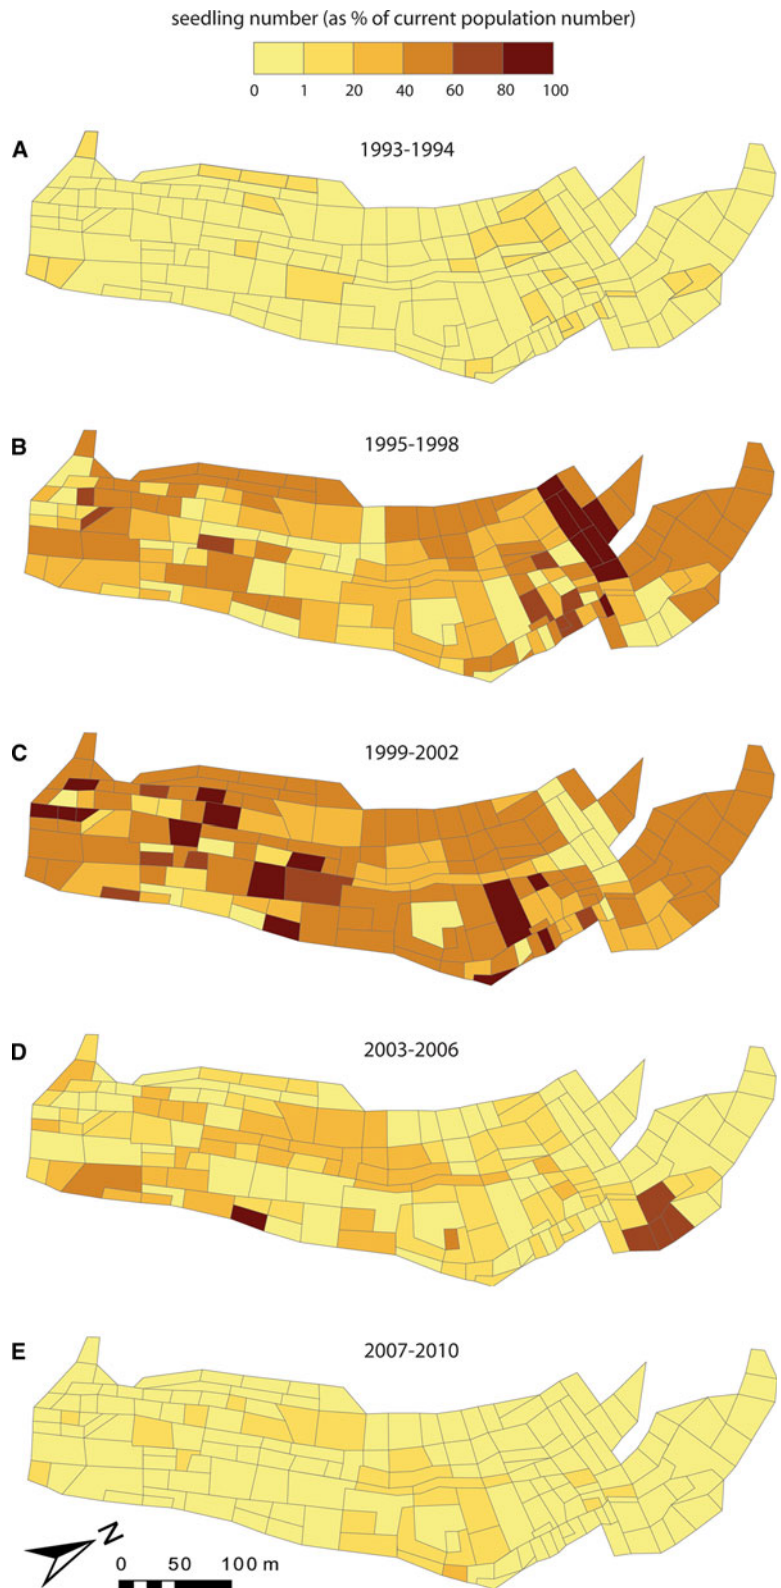 seedling number (as % of current population number)
0 1 20 40 60 80 100
A 1993-1994
B 1995-1998
C 1999-2002
D 2003-2006
E 2007-2010
N
0 50 100 m